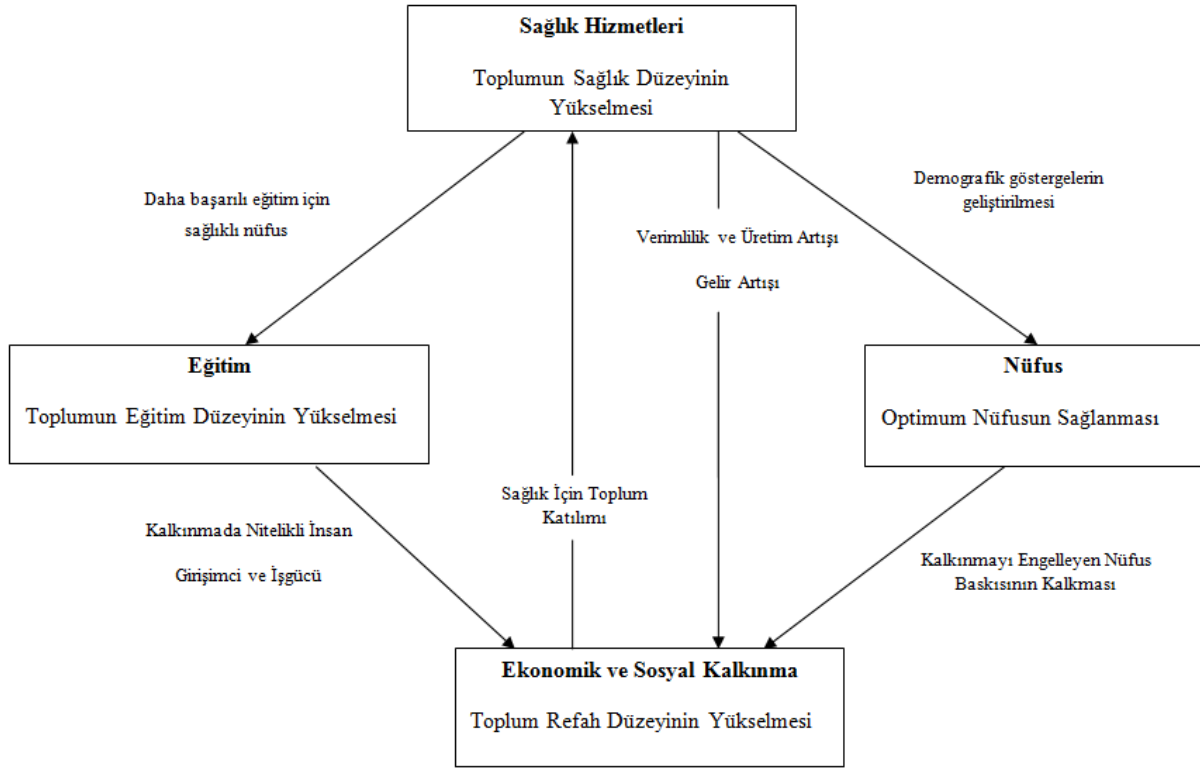 Sağlık Hizmetleri
Toplumun Sağlık Düzeyinin
Yükselmesi
Daha başarılı eğitim için
sağlıklı nüfus
Demografik göstergelerin
geliştirilmesi
Verimlilik ve Üretim Artışı
Gelir Artışı
Eğitim
Toplumun Eğitim Düzeyinin Yükselmesi
Nüfus
Optimum Nüfusun Sağlanması
Sağlık İçin Toplum
Katılımı
Kalkınmada Nitelikli İnsan
Girişimci ve İşgücü
Kalkınmayı Engelleyen Nüfus
Baskısının Kalkması
Ekonomik ve Sosyal Kalkınma
Toplum Refah Düzeyinin Yükselmesi